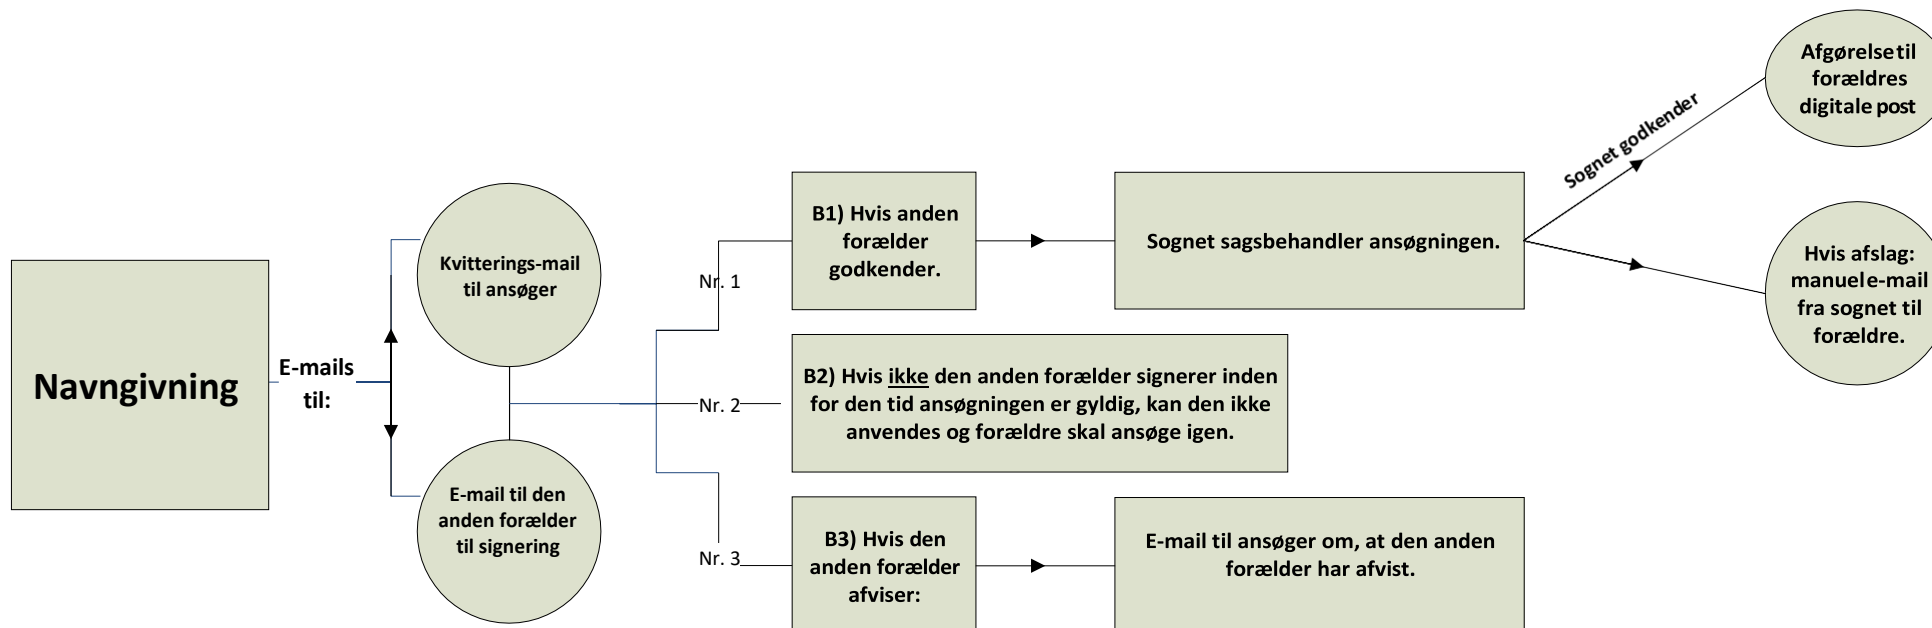 Navngivning
E-mails
til:
Kvitterings-mail
til ansøger
E-mail til den
anden forælder
til signering
Nr. 1
B1) Hvis anden
forælder
godkender.
Sognet sagsbehandler ansøgningen.
Sognet godkender
Afgørelse til
forældres
digitale post
Hvis afslag:
manuel e-mail
fra sognet til
forældre.
Nr. 2
B2) Hvis ikke den anden forælder signerer inden
for den tid ansøgningen er gyldig, kan den ikke
anvendes og forældre skal ansøge igen.
Nr. 3
B3) Hvis den
anden forælder
afviser:
E-mail til ansøger om, at den anden
forælder har afvist.